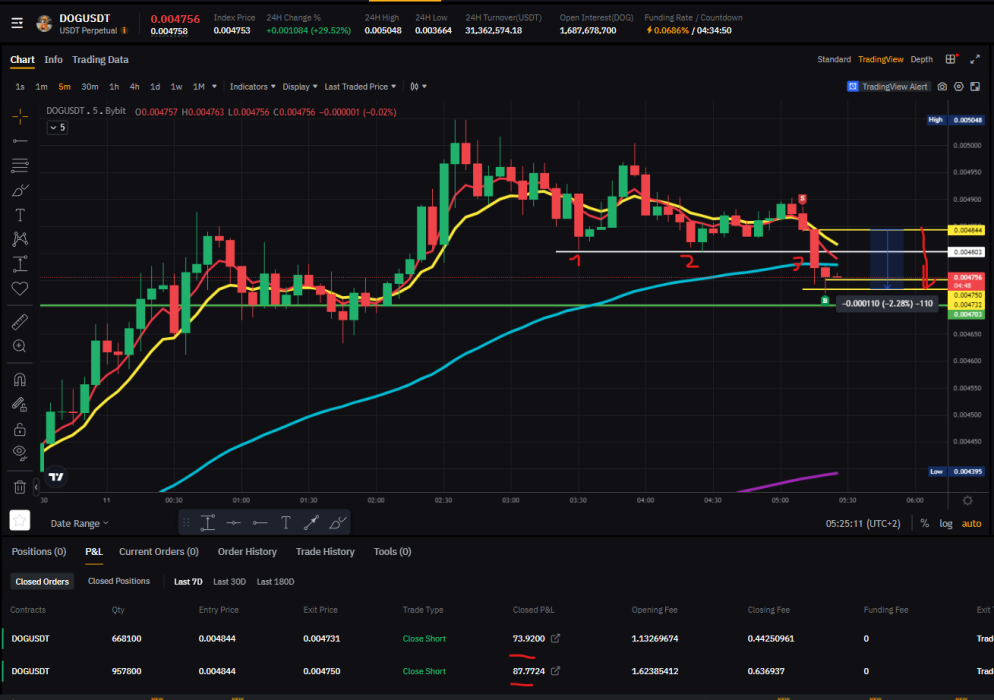 DOGUSDT
USDT Perpetual
0.004756
0.004758
Index Price
0.004753
24H Change %
+0.001084 (+29.52%)
24H High
0.005048
24H Low
0.003664
24H Turnover(USDT)
31,362,574.18
Open Interest(DOG)
1,687,678,700
Funding Rate / Countdown
0.0686% / 04:34:50
Chart Info Trading Data
Standard TradingView Depth
1s 1m 5m 30m 1h 4h 1d 1w 1M Indicators Display Last Traded Price
TradingView Alert
DOGUSDT . 5 . Bybit O0.004757 H0.004763 L0.004756 C0.004756 −0.000001 (−0.02%)
5
High 0.005048
0.005000
0.004950
0.004900
S
0.004844
0.004803
1 2 3
0.004756
04:48
0.004750
B
−0.000110 (−2.28%) −110
0.004732
0.004703
0.004650
0.004600
0.004550
0.004500
0.004450
Low 0.004395
11 00:30 01:00 01:30 02:00 02:30 03:00 03:30 04:00 04:30 05:00 05:30 06:00
Date Range
T
05:25:11 (UTC+2) % log auto
Positions (0) P&L Current Orders (0) Order History Trade History Tools (0)
Closed Orders Closed Positions Last 7D Last 30D Last 180D
Contracts Qty Entry Price Exit Price Trade Type Closed P&L Opening Fee Closing Fee Funding Fee Exit
DOGUSDT 668100 0.004844 0.004731 Close Short 73.9200 1.13269674 0.44250961 0 Trad
DOGUSDT 957800 0.004844 0.004750 Close Short 87.7724 1.62385412 0.636937 0 Trad